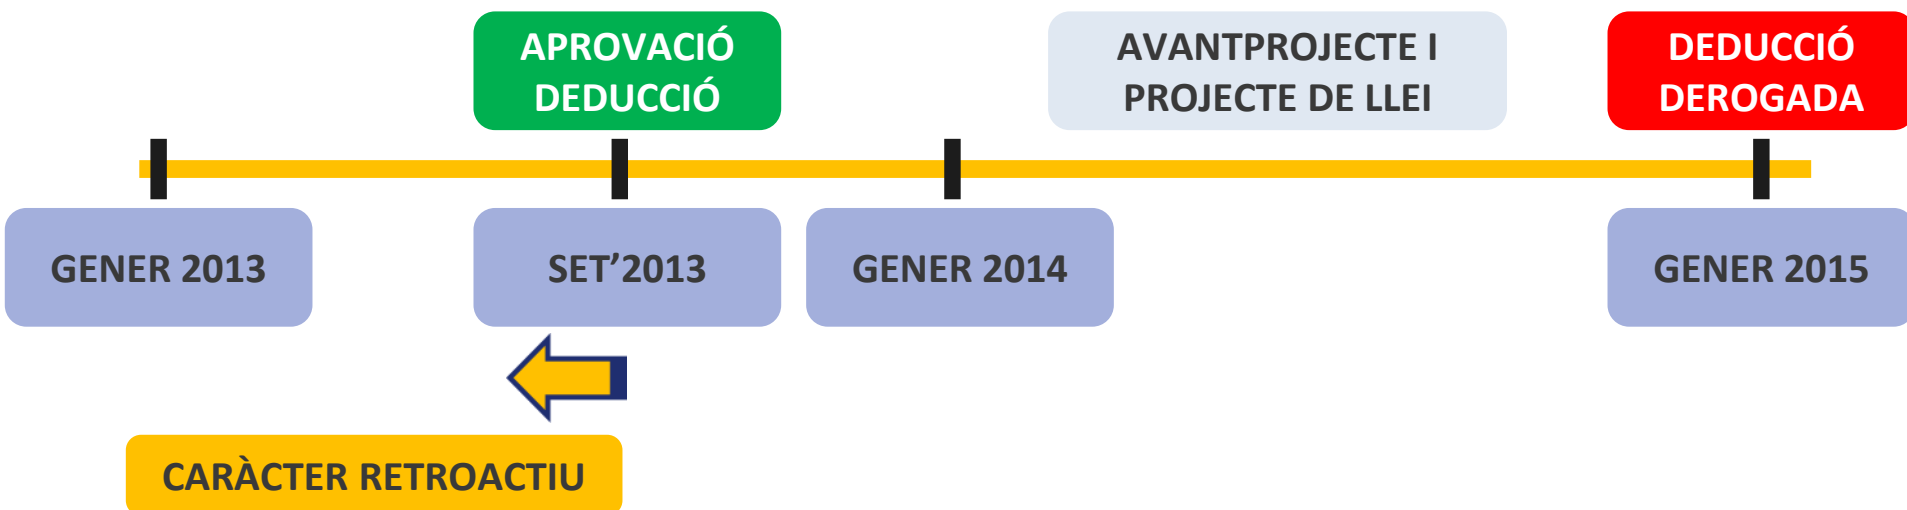 APROVACIÓ
DEDUCCIÓ
AVANTPROJECTE I
PROJECTE DE LLEI
DEDUCCIÓ
DEROGADA
GENER 2013
SET’2013
GENER 2014
GENER 2015
CARÀCTER RETROACTIU